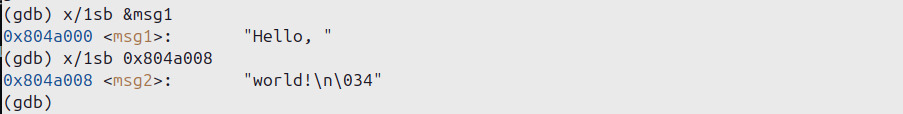 (gdb) x/1sb &msg1
0x804a000 <msg1>:       "Hello, "
(gdb) x/1sb 0x804a008
0x804a008 <msg2>:       "world!\n\034"
(gdb)